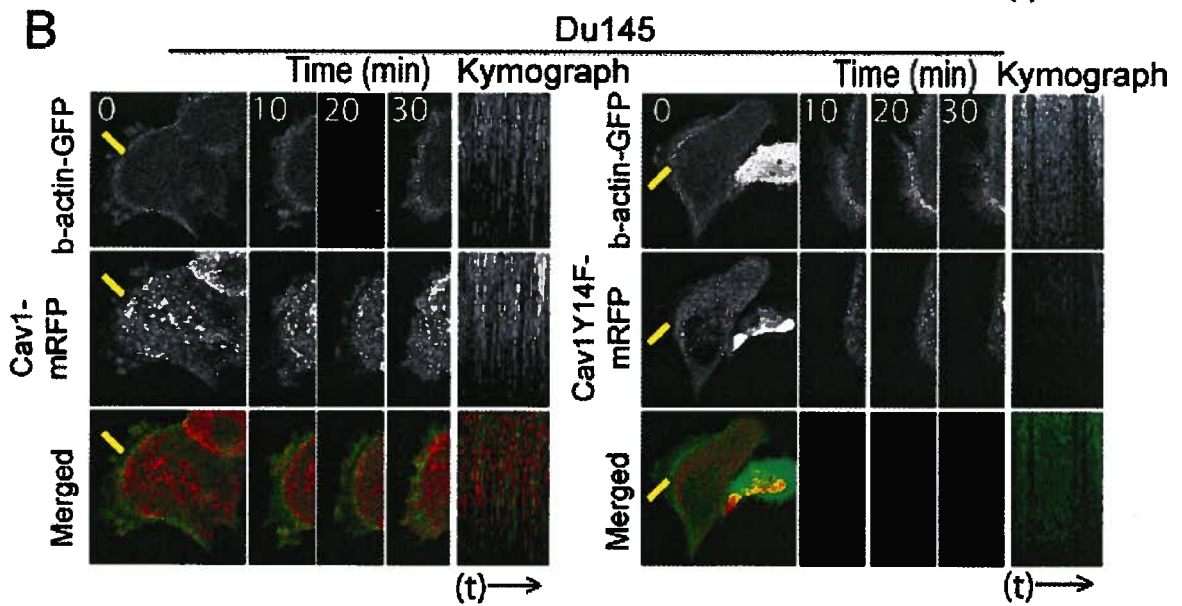 B
Du145
Time (min) Kymograph Time (min) Kymograph
0 10 20 30 0 10 20 30
b-actin-GFP b-actin-GFP
Cav1-
mRFP
Cav1Y14F-
mRFP
Merged Merged
(t) (t)